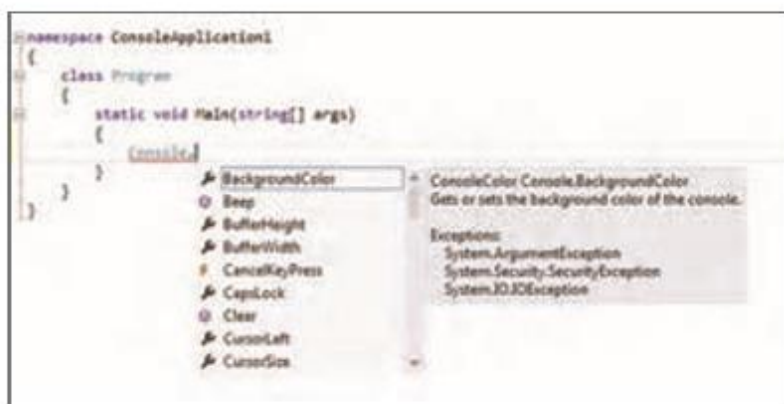 namespace ConsoleApplication1
{
class Program
{
static void Main(string[] args)
{
Console.
}
}
}
BackgroundColor
Beep
BufferHeight
BufferWidth
CancelKeyPress
CapsLock
Clear
CursorLeft
CursorSize
ConsoleColor Console.BackgroundColor
Gets or sets the background color of the console.
Exceptions:
System.ArgumentException
System.Security.SecurityException
System.IO.IOException